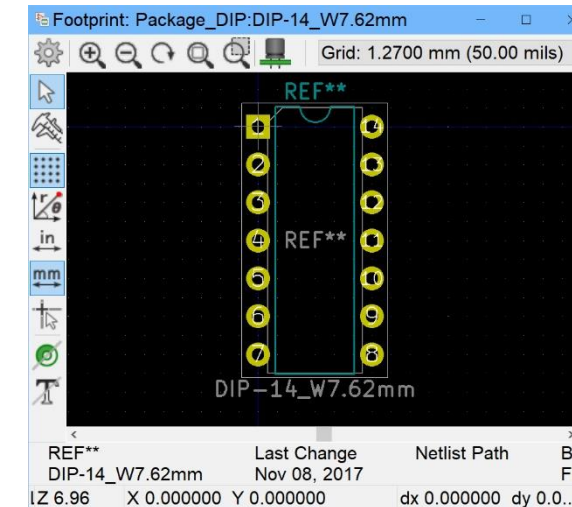 Footprint: Package_DIP:DIP-14_W7.62mm
Grid: 1.2700 mm (50.00 mils)
REF**
1 14
2 13
3 12
4 REF** 11
5 10
6 9
7 8
DIP-14_W7.62mm
in
mm
REF** Last Change Netlist Path B
DIP-14_W7.62mm Nov 08, 2017 F
Z 6.96 X 0.000000 Y 0.000000 dx 0.000000 dy 0.0..